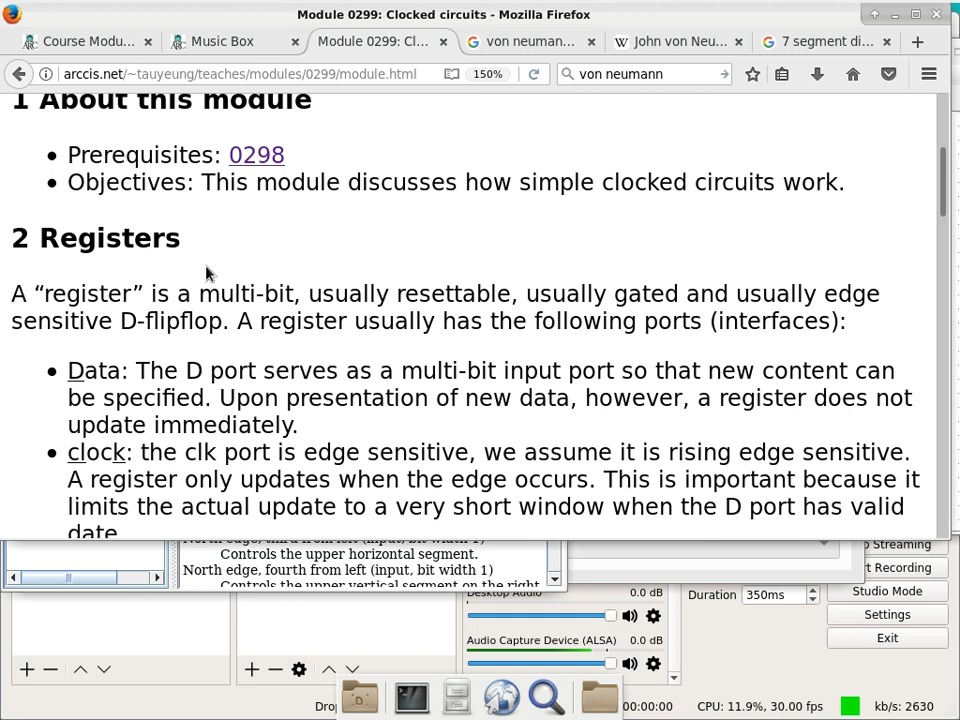 Module 0299: Clocked circuits - Mozilla Firefox
Course Modu...
Music Box
Module 0299: Cl...
von neuman...
John von Neu...
7 segment di...
arccis.net/~tauyeung/teaches/modules/0299/module.html
150%
von neumann
1 About this module
• Prerequisites: 0298
• Objectives: This module discusses how simple clocked circuits work.
2 Registers
A “register” is a multi-bit, usually resettable, usually gated and usually edge
sensitive D-flipflop. A register usually has the following ports (interfaces):
• Data: The D port serves as a multi-bit input port so that new content can
be specified. Upon presentation of new data, however, a register does not
update immediately.
• clock: the clk port is edge sensitive, we assume it is rising edge sensitive.
A register only updates when the edge occurs. This is important because it
limits the actual update to a very short window when the D port has valid
date
Controls the upper horizontal segment.
North edge, fourth from left (input, bit width 1)
Controls the upper vertical segment on the right
Streaming
Recording
Studio Mode
Settings
Exit
Desktop Audio 0.0 dB
Audio Capture Device (ALSA) 0.0 dB
Duration 350ms
00:00:00
CPU: 11.9%, 30.00 fps
kb/s: 2630